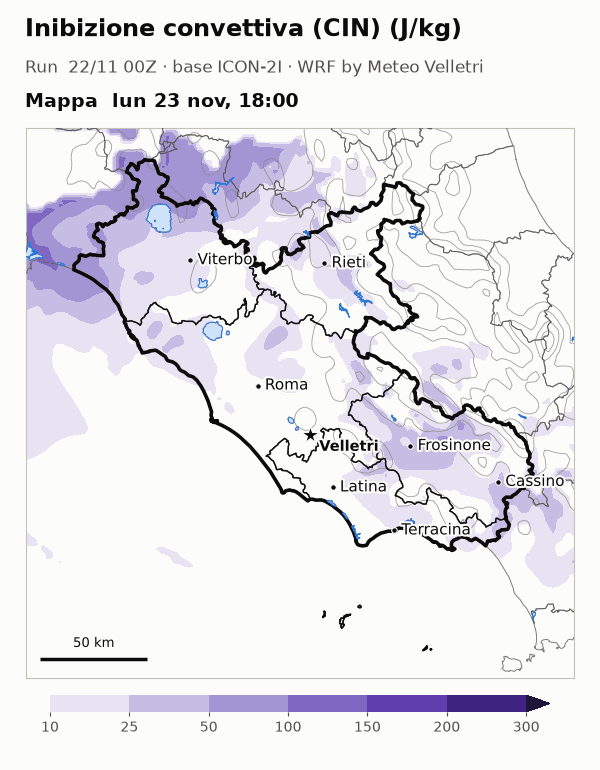 Inibizione convettiva (CIN) (J/kg)
Run  22/11 00Z · base ICON-2I · WRF by Meteo Velletri
Mappa  lun 23 nov, 18:00
Viterbo
Rieti
Roma
Velletri
Frosinone
Cassino
Latina
Terracina
50 km
10 25 50 100 150 200 300